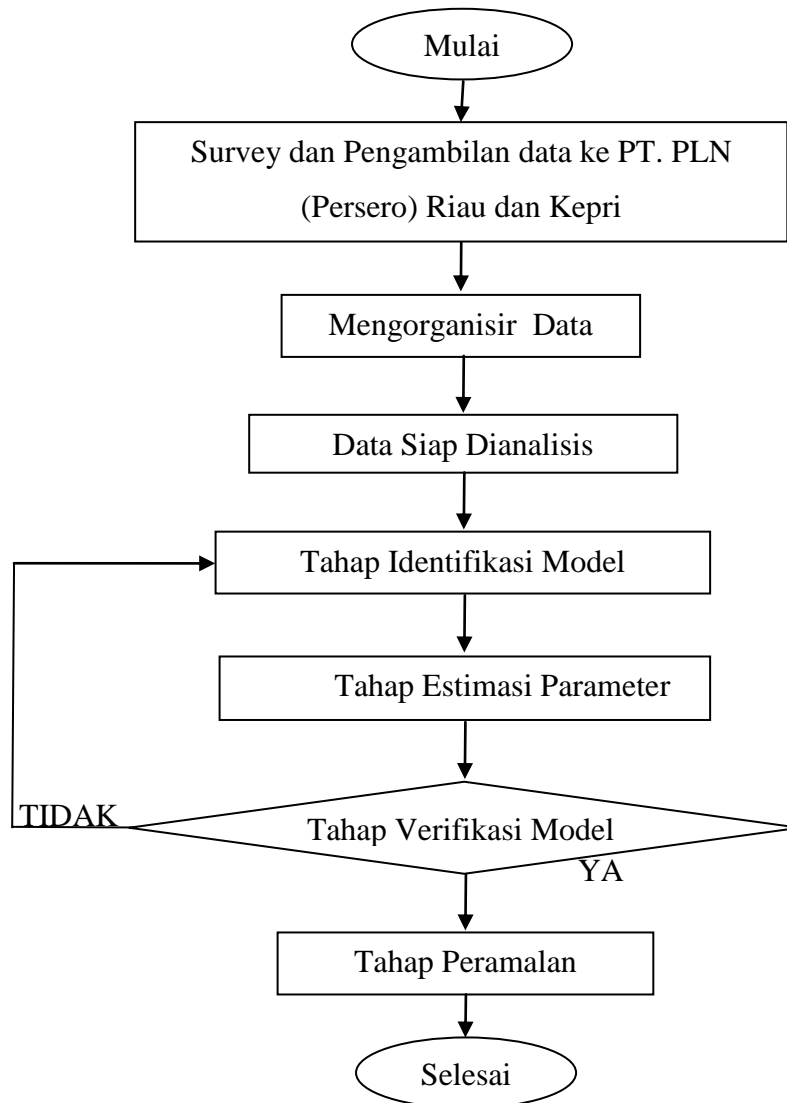 Mulai
Survey dan Pengambilan data ke PT. PLN
(Persero) Riau dan Kepri
Mengorganisir Data
Data Siap Dianalisis
Tahap Identifikasi Model
Tahap Estimasi Parameter
TIDAK
Tahap Verifikasi Model
YA
Tahap Peramalan
Selesai